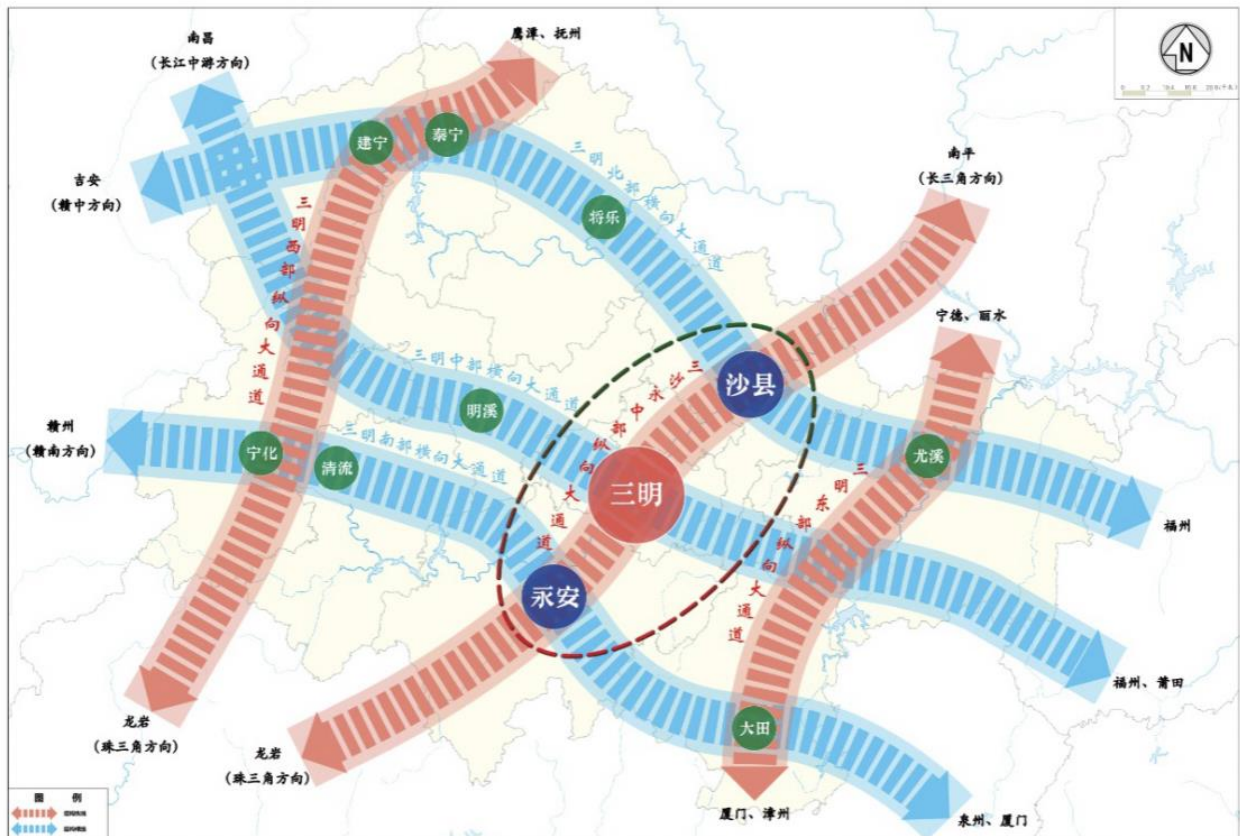 南昌
（长江中游方向）
鹰潭、抚州
N
吉安
（赣中方向）
建宁
泰宁
三明北部横向大通道
南平
（长三角方向）
将乐
三明西部纵向大通道
宁德、丽水
三明中部横向大通道
三沙永中部纵向大通道
沙县
明溪
赣州
（赣南方向）
宁化
清流
三明南部横向大通道
三明
三明东部纵向大通道
尤溪
福州
永安
福州、莆田
大田
龙岩
（珠三角方向）
龙岩
（珠三角方向）
厦门、漳州
泉州、厦门
图 例